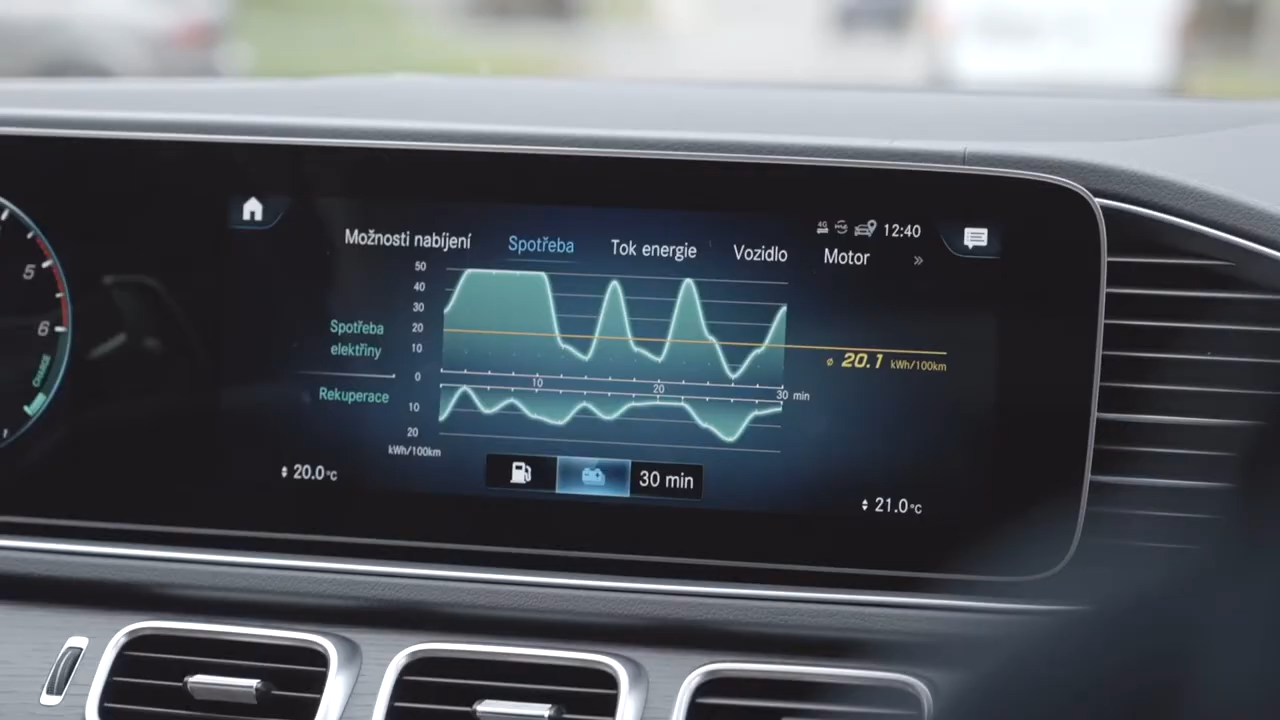 4G
12:40
Možnosti nabíjení
Spotřeba
Tok energie
Vozidlo
Motor
»
50
40
30
20
10
0
Spotřeba
elektřiny
ø 20.1 kWh/100km
10
20
30 min
Rekuperace
10
20
kWh/100km
20.0°C
30 min
21.0°C
5
6
CHARGE